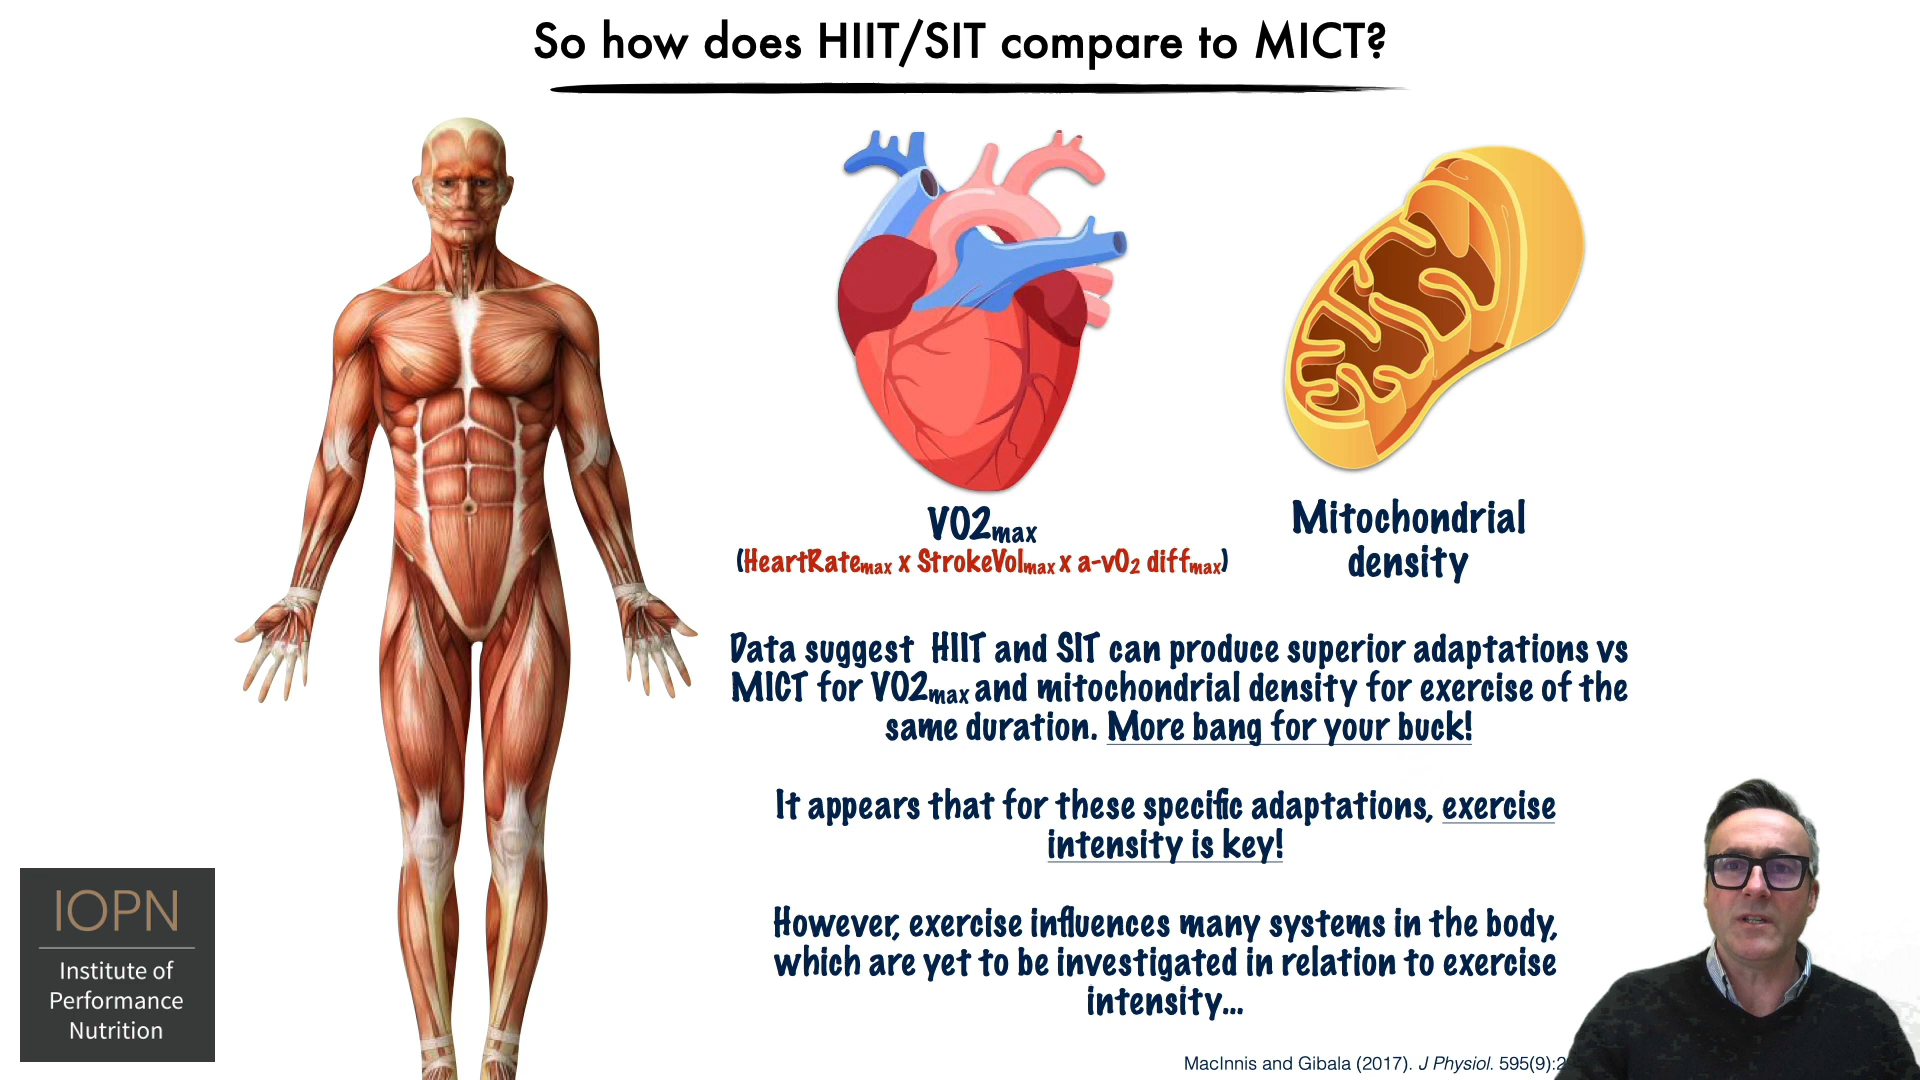 So how does HIIT/SIT compare to MICT?
VO2max
(HeartRatemax x StrokeVolmax x a-vO2 diffmax)
Mitochondrial
density
Data suggest HIIT and SIT can produce superior adaptations vs
MICT for VO2max and mitochondrial density for exercise of the
same duration. More bang for your buck!
It appears that for these specific adaptations, exercise
intensity is key!
However, exercise influences many systems in the body,
which are yet to be investigated in relation to exercise
intensity...
IOPN
Institute of
Performance
Nutrition
MacInnis and Gibala (2017). J Physiol. 595(9):2